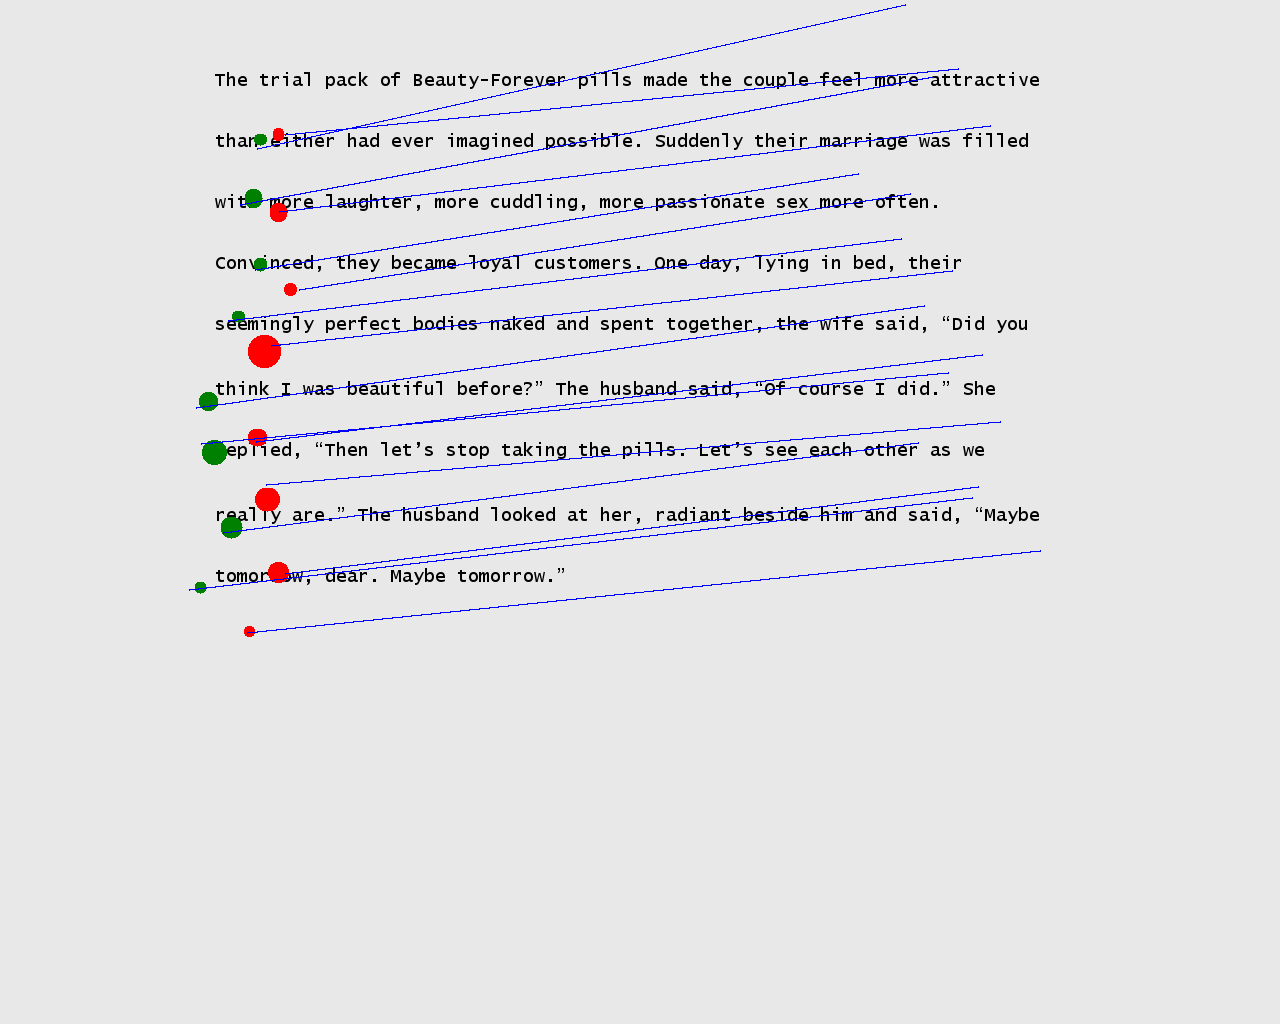 The trial pack of Beauty-Forever pills made the couple feel more attractive
than either had ever imagined possible. Suddenly their marriage was filled
with more laughter, more cuddling, more passionate sex more often.
Convinced, they became loyal customers. One day, lying in bed, their
seemingly perfect bodies naked and spent together, the wife said, “Did you
think I was beautiful before?” The husband said, “Of course I did.” She
replied, “Then let’s stop taking the pills. Let’s see each other as we
really are.” The husband looked at her, radiant beside him and said, “Maybe
tomorrow, dear. Maybe tomorrow.”